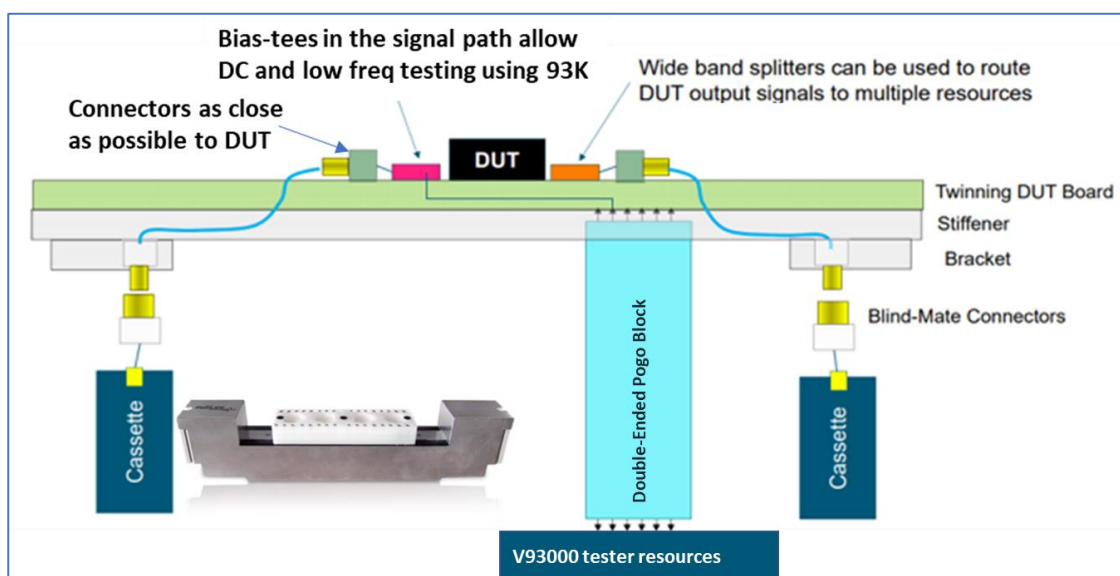 Bias-tees in the signal path allow
DC and low freq testing using 93K
Wide band splitters can be used to route
DUT output signals to multiple resources
Connectors as close
as possible to DUT
DUT
Twinning DUT Board
Stiffener
Bracket
Blind-Mate Connectors
Cassette
Double-Ended Pogo Block
Cassette
V93000 tester resources